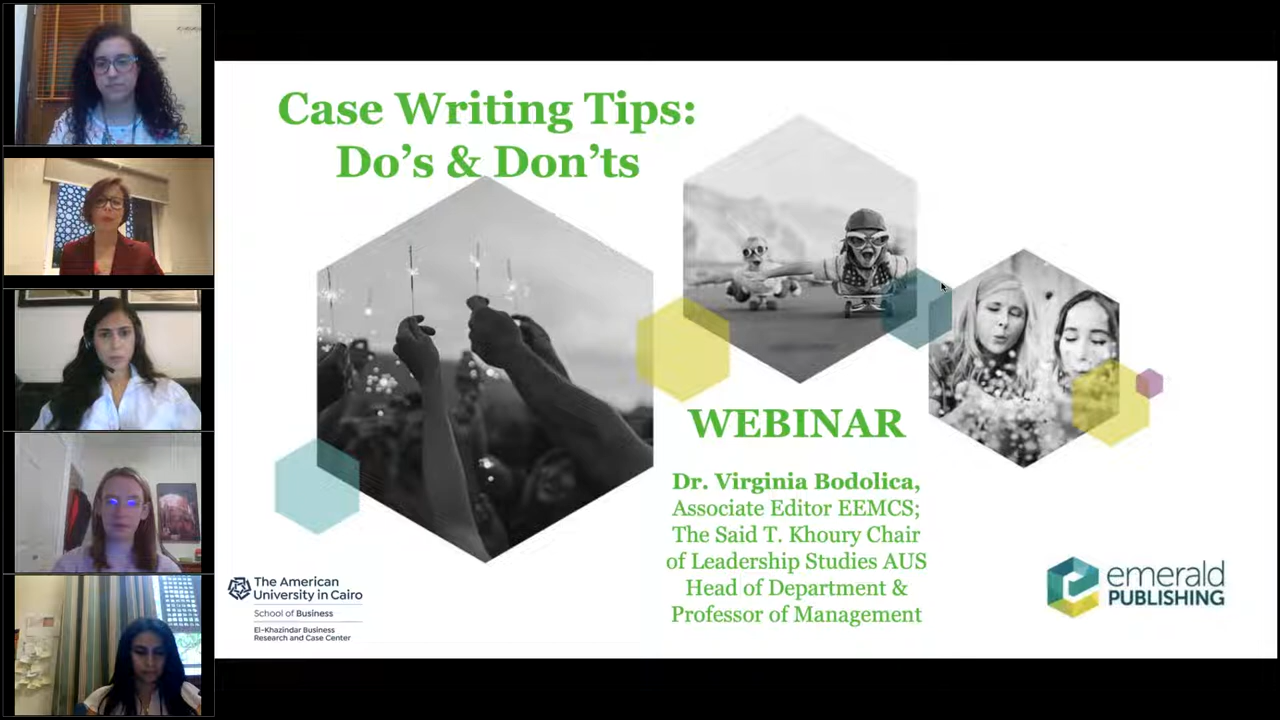 Case Writing Tips:
Do's & Don'ts
WEBINAR
Dr. Virginia Bodolica,
Associate Editor EEMCS;
The Said T. Khoury Chair
of Leadership Studies AUS
Head of Department &
Professor of Management
The American
University in Cairo
School of Business
El-Khazindar Business
Research and Case Center
emerald
PUBLISHING